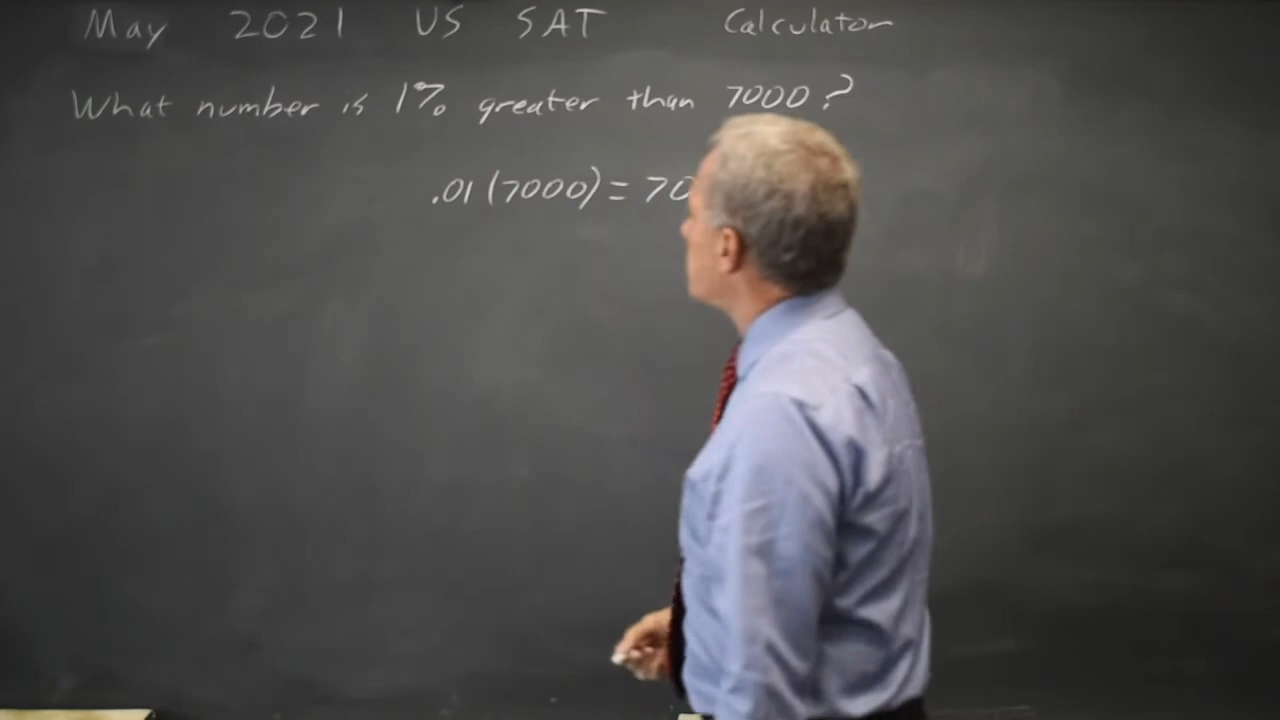 May 2021 US SAT Calculator
What number is 1% greater than 7000?
.01(7000)=70